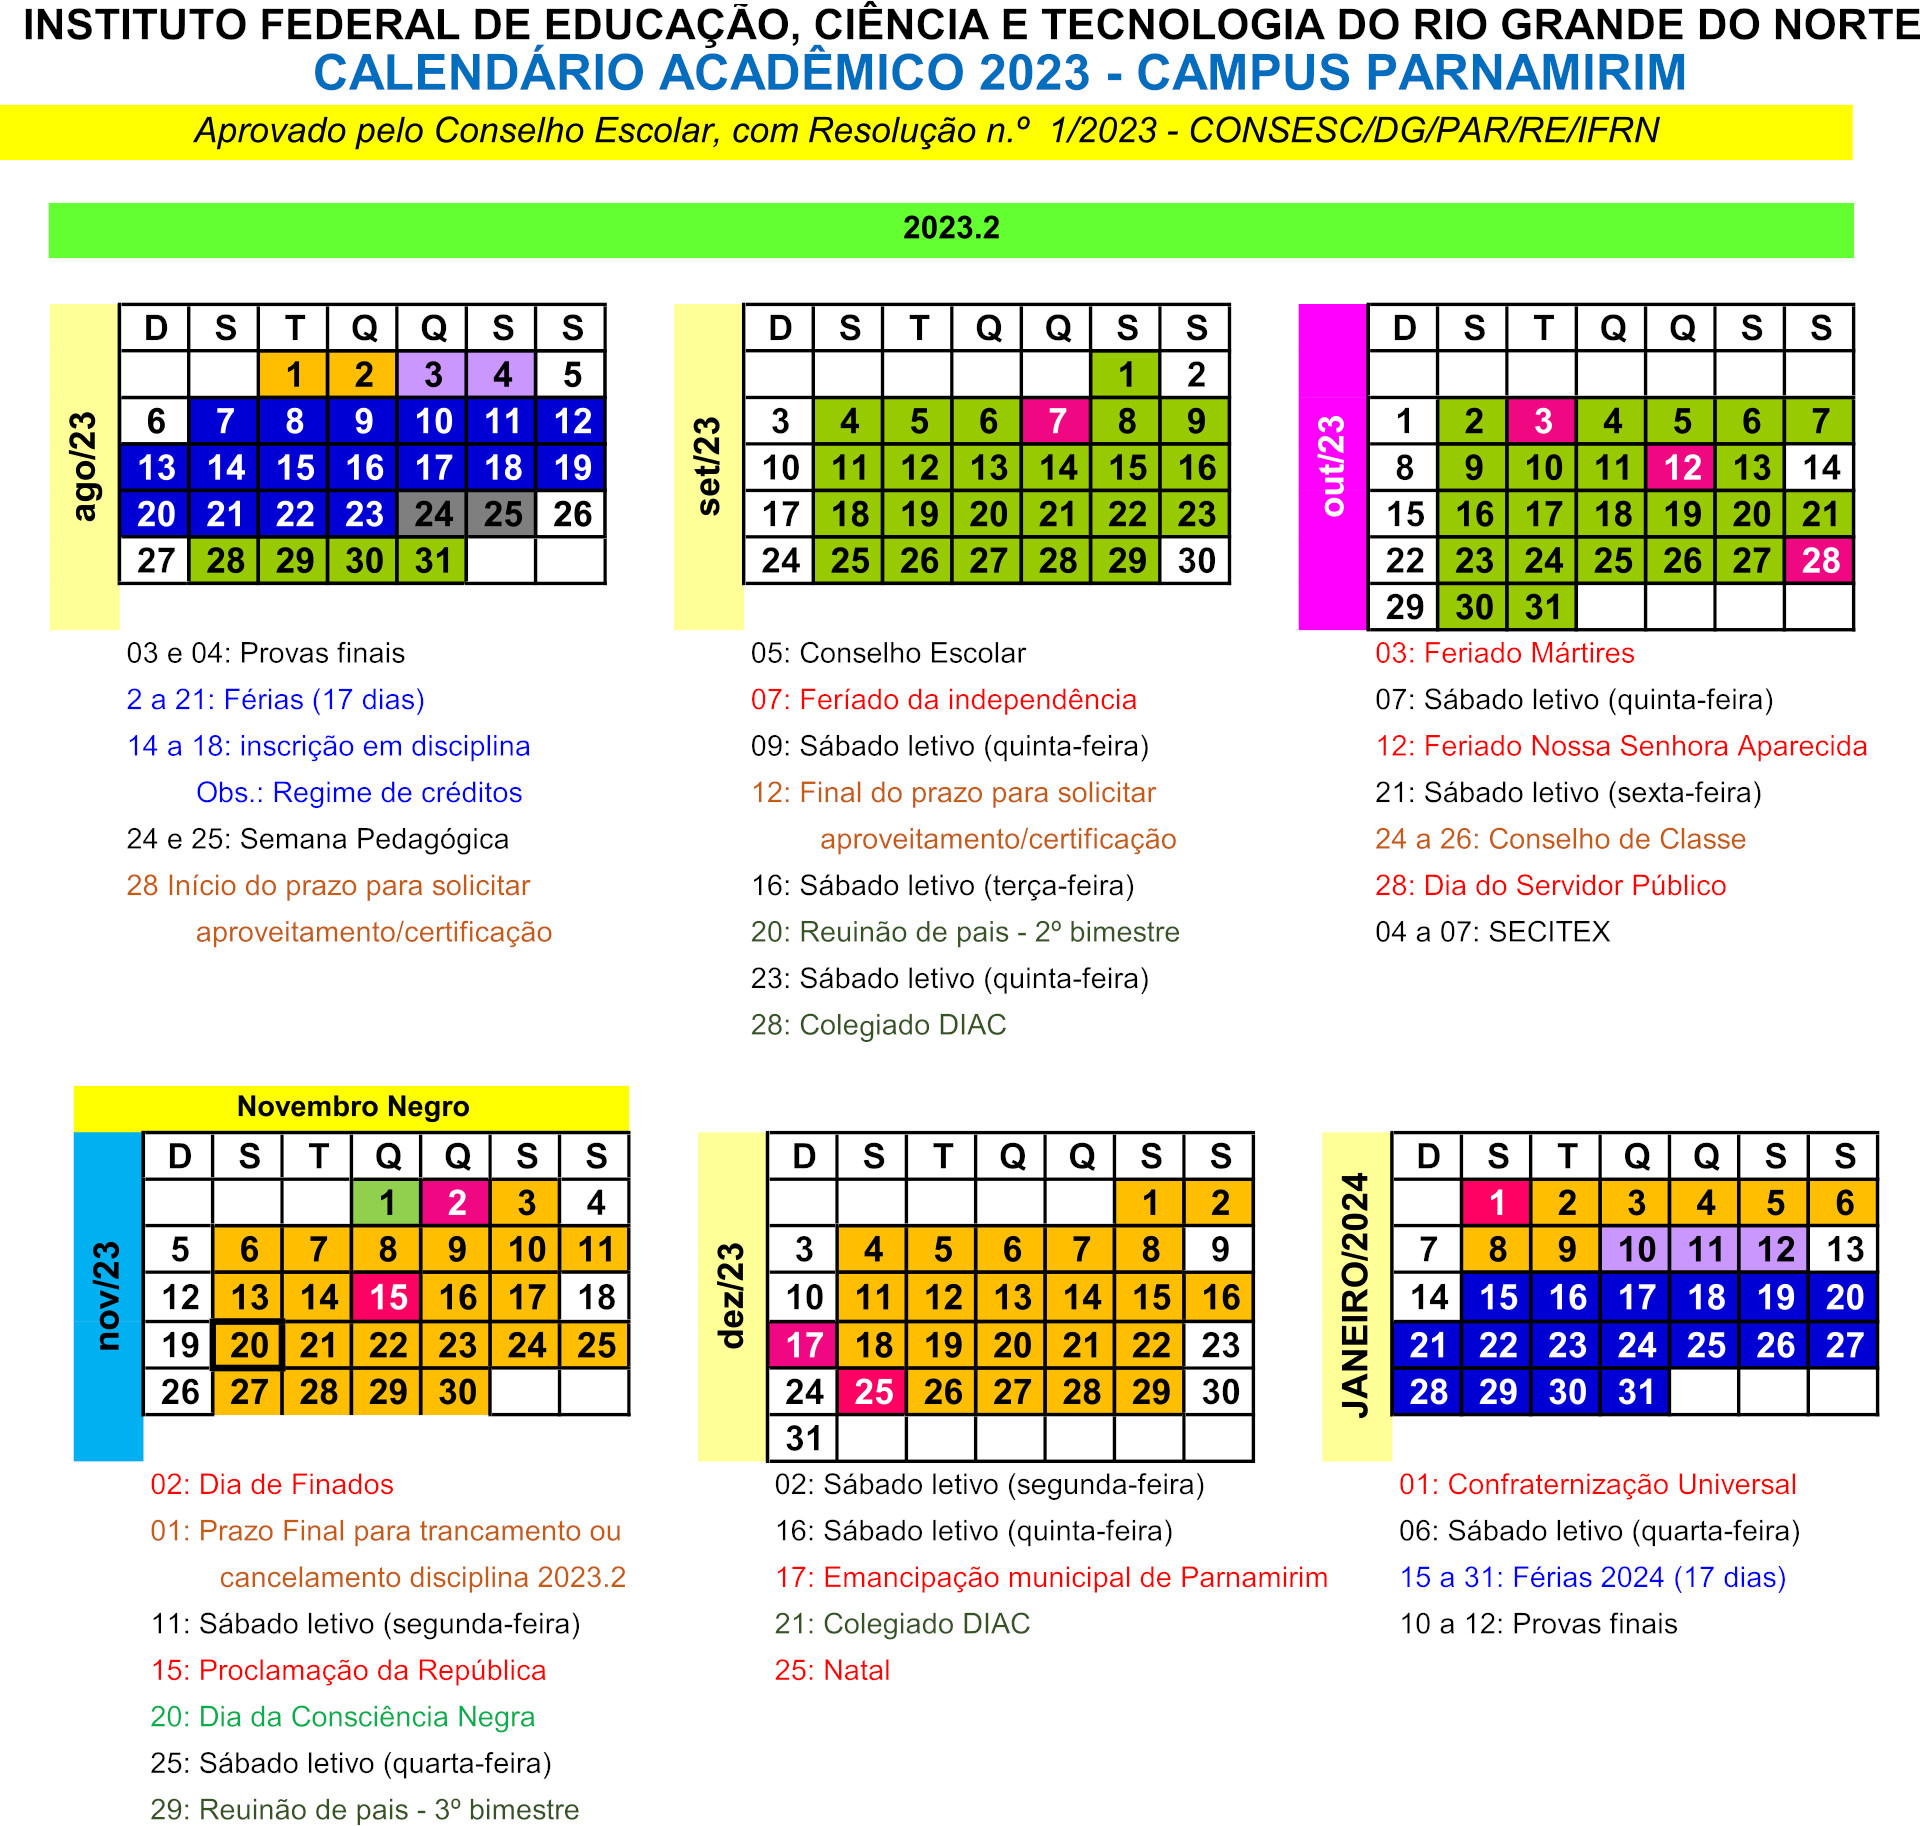 INSTITUTO FEDERAL DE EDUCAÇÃO, CIÊNCIA E TECNOLOGIA DO RIO GRANDE DO NORTE
CALENDÁRIO ACADÊMICO 2023 - CAMPUS PARNAMIRIM
Aprovado pelo Conselho Escolar, com Resolução n.º 1/2023 - CONSESC/DG/PAR/RE/IFRN
2023.2
ago/23
D S T Q Q S S
1 2 3 4 5
6 7 8 9 10 11 12
13 14 15 16 17 18 19
20 21 22 23 24 25 26
27 28 29 30 31
03 e 04: Provas finais
2 a 21: Férias (17 dias)
14 a 18: inscrição em disciplina
Obs.: Regime de créditos
24 e 25: Semana Pedagógica
28 Início do prazo para solicitar
aproveitamento/certificação
set/23
D S T Q Q S S
1 2
3 4 5 6 7 8 9
10 11 12 13 14 15 16
17 18 19 20 21 22 23
24 25 26 27 28 29 30
05: Conselho Escolar
07: Feríado da independência
09: Sábado letivo (quinta-feira)
12: Final do prazo para solicitar
aproveitamento/certificação
16: Sábado letivo (terça-feira)
20: Reuinão de pais - 2º bimestre
23: Sábado letivo (quinta-feira)
28: Colegiado DIAC
out/23
D S T Q Q S S
1 2 3 4 5 6 7
8 9 10 11 12 13 14
15 16 17 18 19 20 21
22 23 24 25 26 27 28
29 30 31
03: Feriado Mártires
07: Sábado letivo (quinta-feira)
12: Feriado Nossa Senhora Aparecida
21: Sábado letivo (sexta-feira)
24 a 26: Conselho de Classe
28: Dia do Servidor Público
04 a 07: SECITEX
Novembro Negro
nov/23
D S T Q Q S S
1 2 3 4
5 6 7 8 9 10 11
12 13 14 15 16 17 18
19 20 21 22 23 24 25
26 27 28 29 30
02: Dia de Finados
01: Prazo Final para trancamento ou
cancelamento disciplina 2023.2
11: Sábado letivo (segunda-feira)
15: Proclamação da República
20: Dia da Consciência Negra
25: Sábado letivo (quarta-feira)
29: Reuinão de pais - 3º bimestre
dez/23
D S T Q Q S S
1 2
3 4 5 6 7 8 9
10 11 12 13 14 15 16
17 18 19 20 21 22 23
24 25 26 27 28 29 30
31
02: Sábado letivo (segunda-feira)
16: Sábado letivo (quinta-feira)
17: Emancipação municipal de Parnamirim
21: Colegiado DIAC
25: Natal
JANEIRO/2024
D S T Q Q S S
1 2 3 4 5 6
7 8 9 10 11 12 13
14 15 16 17 18 19 20
21 22 23 24 25 26 27
28 29 30 31
01: Confraternização Universal
06: Sábado letivo (quarta-feira)
15 a 31: Férias 2024 (17 dias)
10 a 12: Provas finais